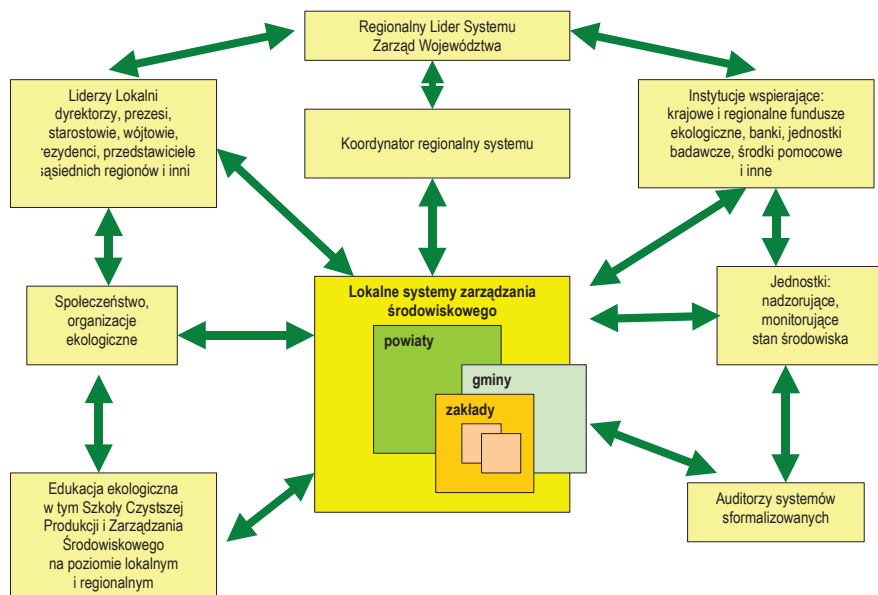 Regionalny Lider Systemu
Zarząd Województwa
Liderzy Lokalni
dyrektorzy, prezesi,
starostowie, wójtowie,
rezydenci, przedstawiciele
sąsiednich regionów i inni
Koordynator regionalny systemu
Instytucje wspierające:
krajowe i regionalne fundusze
ekologiczne, banki, jednostki
badawcze, środki pomocowe
i inne
Społeczeństwo,
organizacje
ekologiczne
Lokalne systemy zarządzania
środowiskowego
powiaty
gminy
zakłady
Jednostki:
nadzorujące,
monitorujące
stan środowiska
Edukacja ekologiczna
w tym Szkoły Czystszej
Produkcji i Zarządzania
Środowiskowego
na poziomie lokalnym
i regionalnym
Auditorzy systemów
sformalizowanych